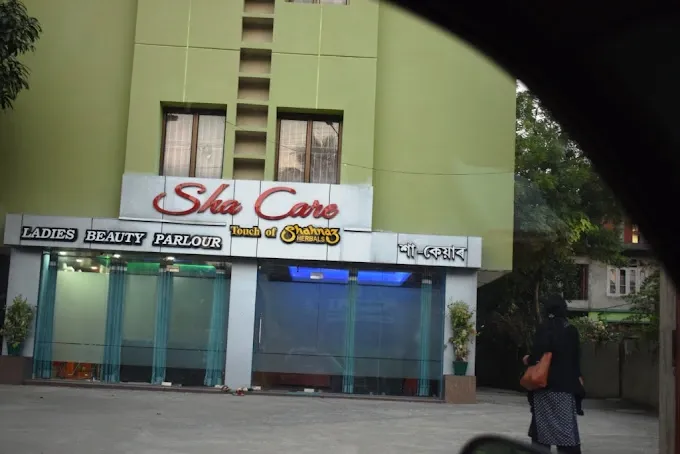 Sha Care
Touch of Shahnaz
HERBALS
LADIES BEAUTY PARLOUR
শা-কেয়াব